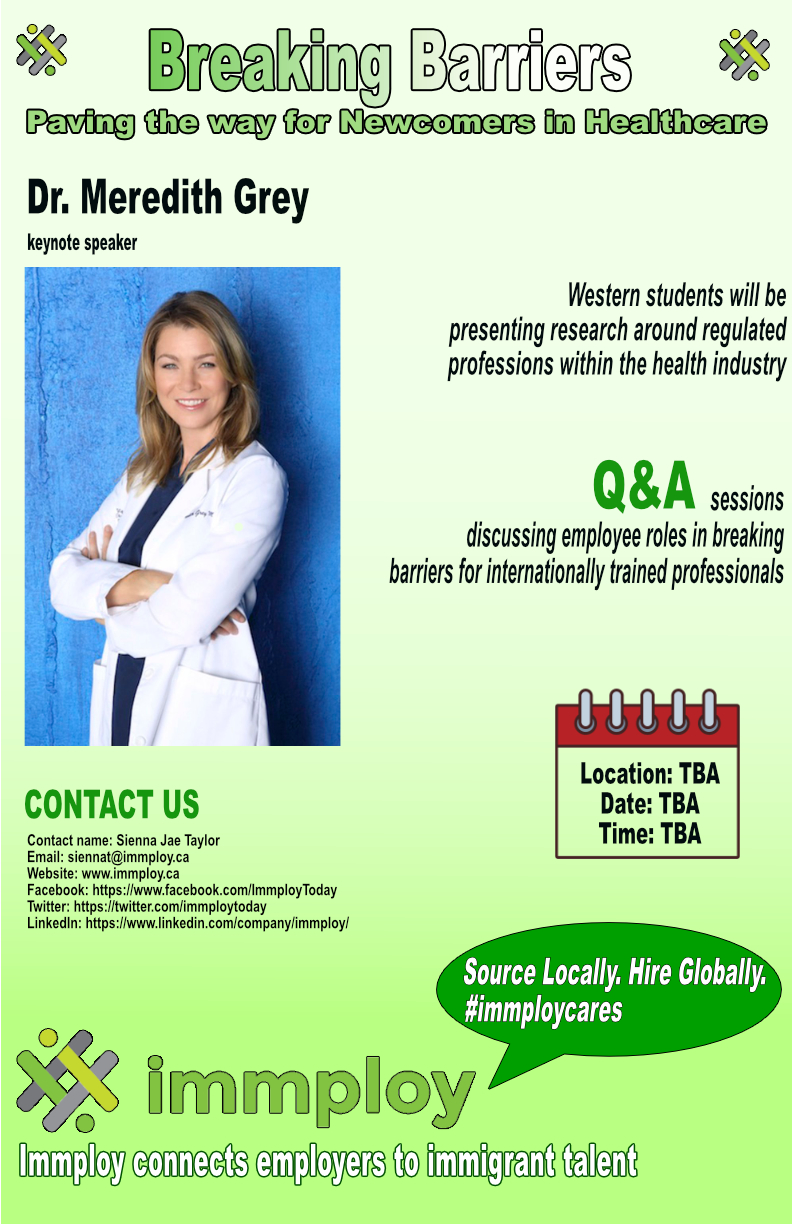 Breaking Barriers
Paving the way for Newcomers in Healthcare
Dr. Meredith Grey
keynote speaker
Western students will be
presenting research around regulated
professions within the health industry
Q&A sessions
discussing employee roles in breaking
barriers for internationally trained professionals
Location: TBA
Date: TBA
Time: TBA
CONTACT US
Contact name: Sienna Jae Taylor
Email: siennat@immploy.ca
Website: www.immploy.ca
Facebook: https://www.facebook.com/ImmployToday
Twitter: https://twitter.com/immploytoday
LinkedIn: https://www.linkedin.com/company/immploy/
Source Locally. Hire Globally.
#immploycares
immploy
Immploy connects employers to immigrant talent